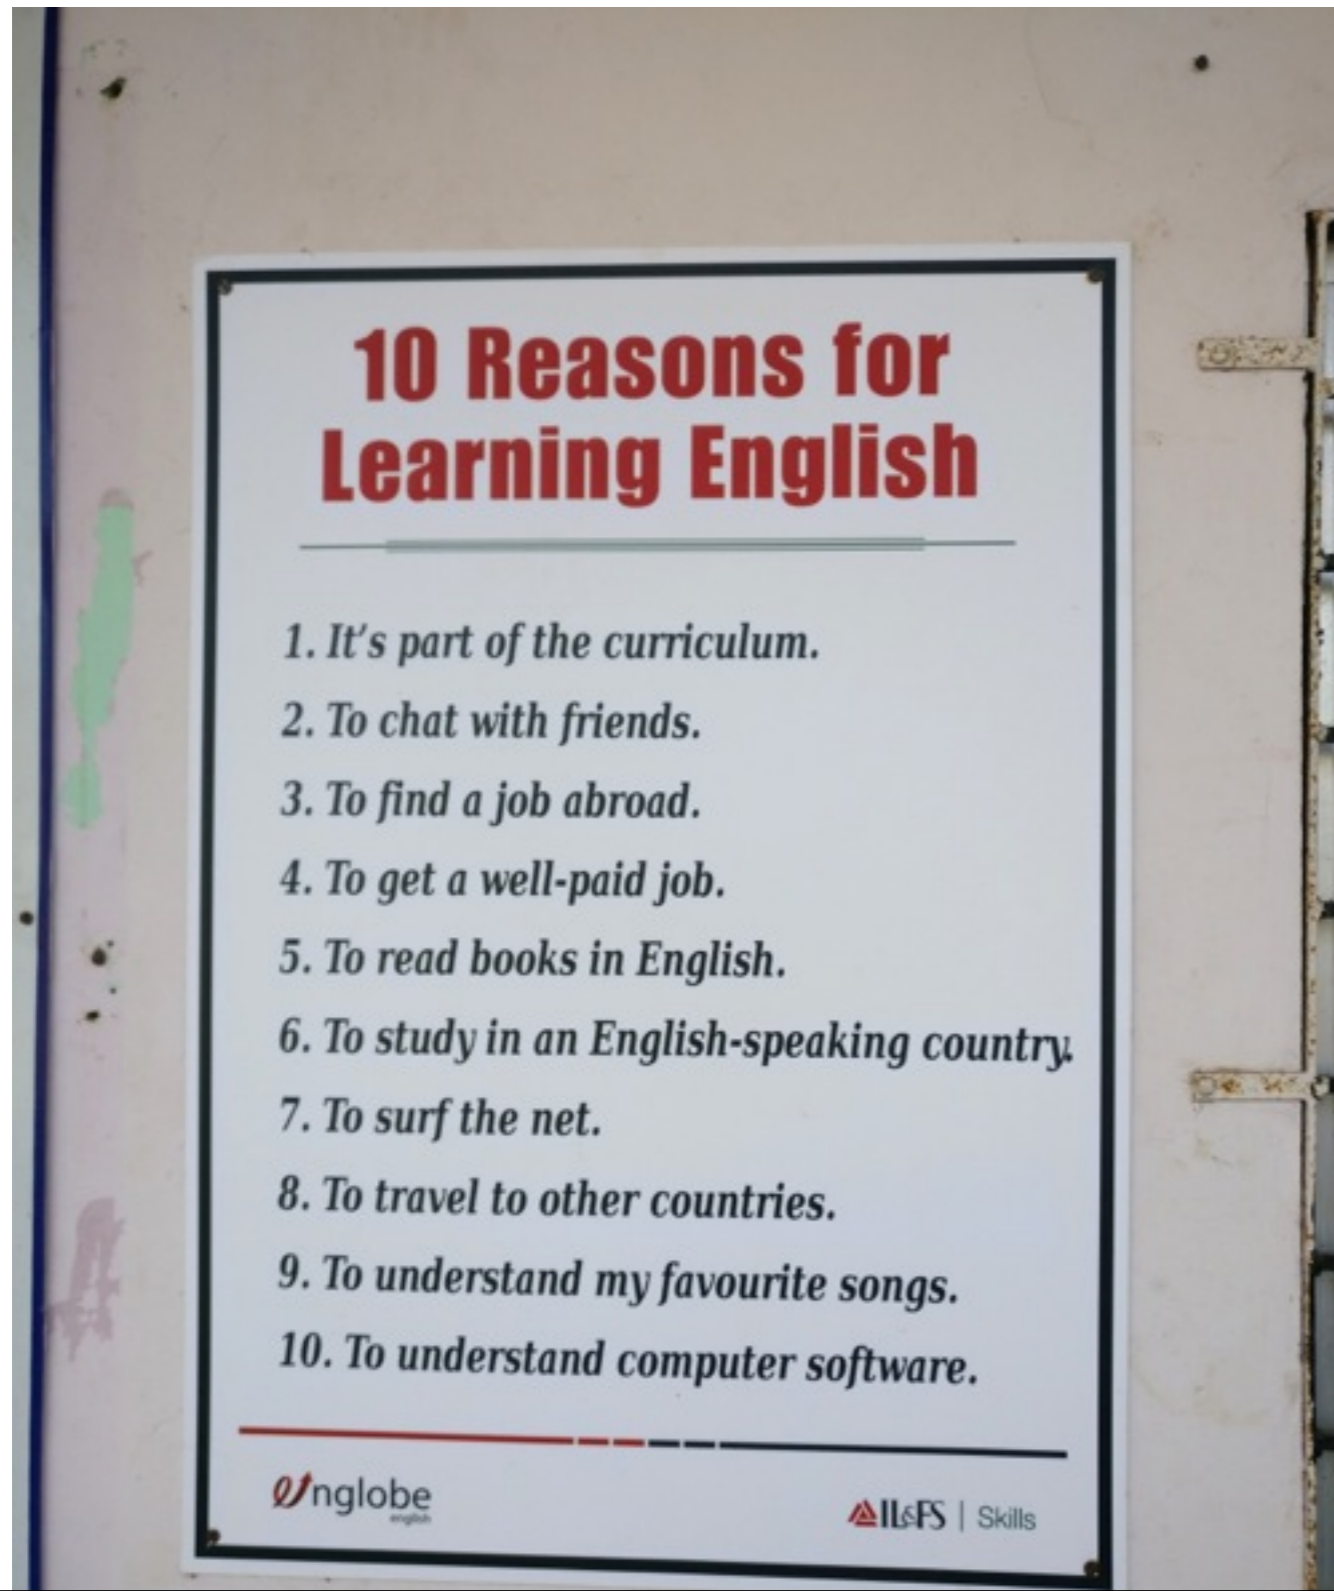 10 Reasons for
Learning English
1. It's part of the curriculum.
2. To chat with friends.
3. To find a job abroad.
4. To get a well-paid job.
5. To read books in English.
6. To study in an English-speaking country.
7. To surf the net.
8. To travel to other countries.
9. To understand my favourite songs.
10. To understand computer software.
englobe
english
IL&FS | Skills